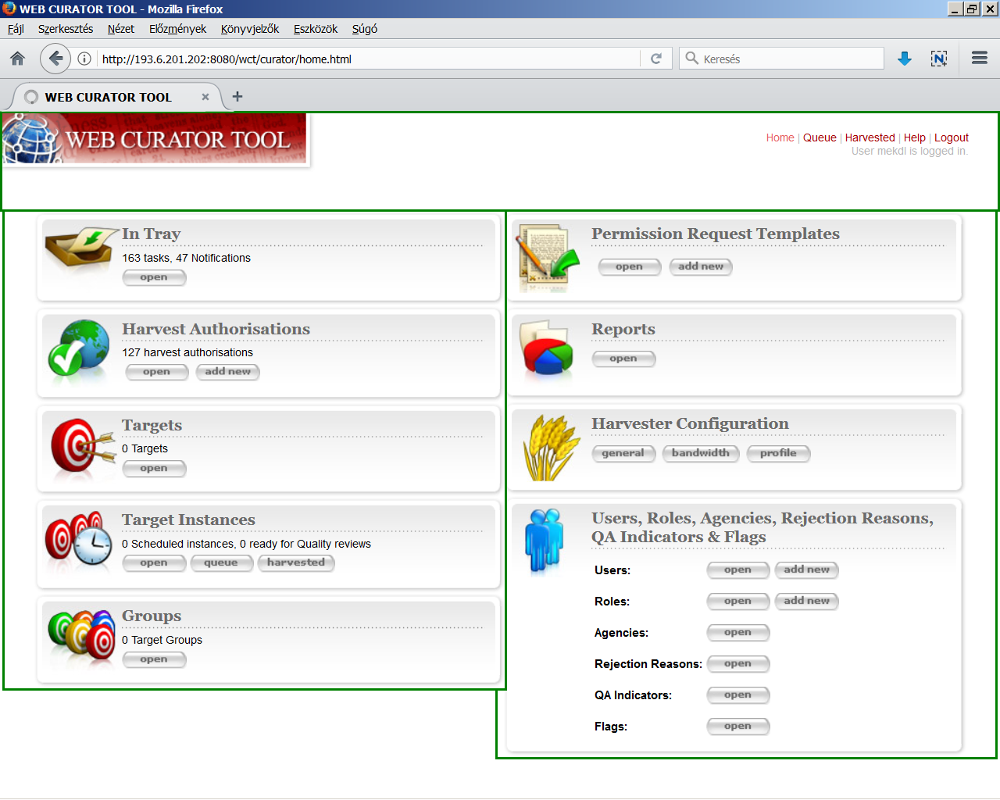 WEB CURATOR TOOL - Mozilla Firefox
Fájl Szerkesztés Nézet Előzmények Könyvjelzők Eszközök Súgó
http://193.6.201.202:8080/wct/curator/home.html
Keresés
WEB CURATOR TOOL
WEB CURATOR TOOL
Home | Queue | Harvested | Help | Logout
User mekdl is logged in.
In Tray
163 tasks, 47 Notifications
open
Harvest Authorisations
127 harvest authorisations
open add new
Targets
0 Targets
open
Target Instances
0 Scheduled instances, 0 ready for Quality reviews
open queue harvested
Groups
0 Target Groups
open
Permission Request Templates
open add new
Reports
open
Harvester Configuration
general bandwidth profile
Users, Roles, Agencies, Rejection Reasons,
QA Indicators & Flags
Users: open add new
Roles: open add new
Agencies: open
Rejection Reasons: open
QA Indicators: open
Flags: open